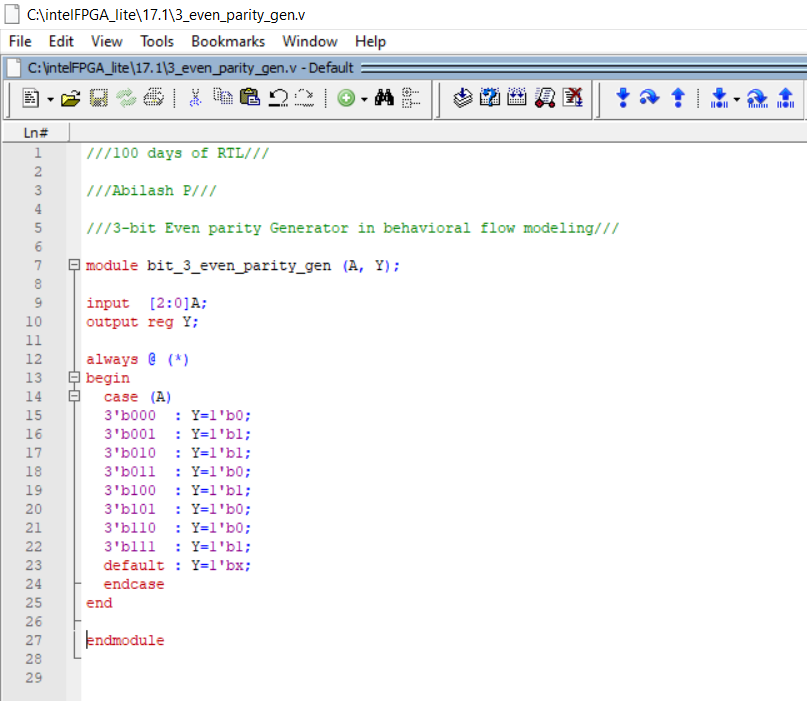 C:\intelFPGA_lite\17.1\3_even_parity_gen.v
File Edit View Tools Bookmarks Window Help
C:\intelFPGA_lite\17.1\3_even_parity_gen.v - Default
Ln#
1 ///100 days of RTL///
2
3 ///Abilash P///
4
5 ///3-bit Even parity Generator in behavioral flow modeling///
6
7 module bit_3_even_parity_gen (A, Y);
8
9 input [2:0]A;
10 output reg Y;
11
12 always @ (*)
13 begin
14 case (A)
15 3'b000 : Y=1'b0;
16 3'b001 : Y=1'b1;
17 3'b010 : Y=1'b1;
18 3'b011 : Y=1'b0;
19 3'b100 : Y=1'b1;
20 3'b101 : Y=1'b0;
21 3'b110 : Y=1'b0;
22 3'b111 : Y=1'b1;
23 default : Y=1'bx;
24 endcase
25 end
26
27 endmodule
28
29